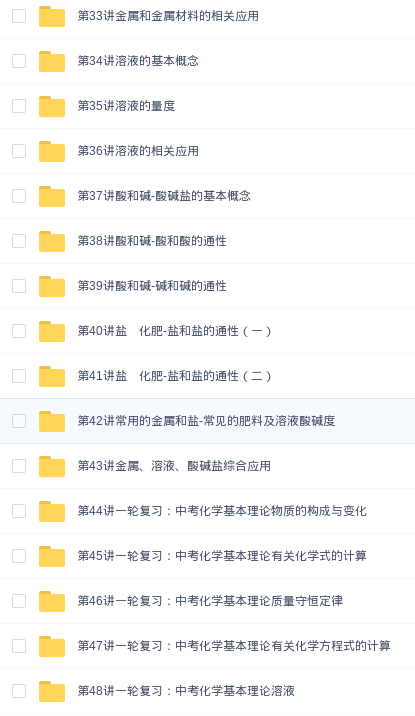 第33讲金属和金属材料的相关应用
第34讲溶液的基本概念
第35讲溶液的量度
第36讲溶液的相关应用
第37讲酸和碱-酸碱盐的基本概念
第38讲酸和碱-酸和酸的通性
第39讲酸和碱-碱和碱的通性
第40讲盐　化肥-盐和盐的通性（一）
第41讲盐　化肥-盐和盐的通性（二）
第42讲常用的金属和盐-常见的肥料及溶液酸碱度
第43讲金属、溶液、酸碱盐综合应用
第44讲一轮复习：中考化学基本理论物质的构成与变化
第45讲一轮复习：中考化学基本理论有关化学式的计算
第46讲一轮复习：中考化学基本理论质量守恒定律
第47讲一轮复习：中考化学基本理论有关化学方程式的计算
第48讲一轮复习：中考化学基本理论溶液